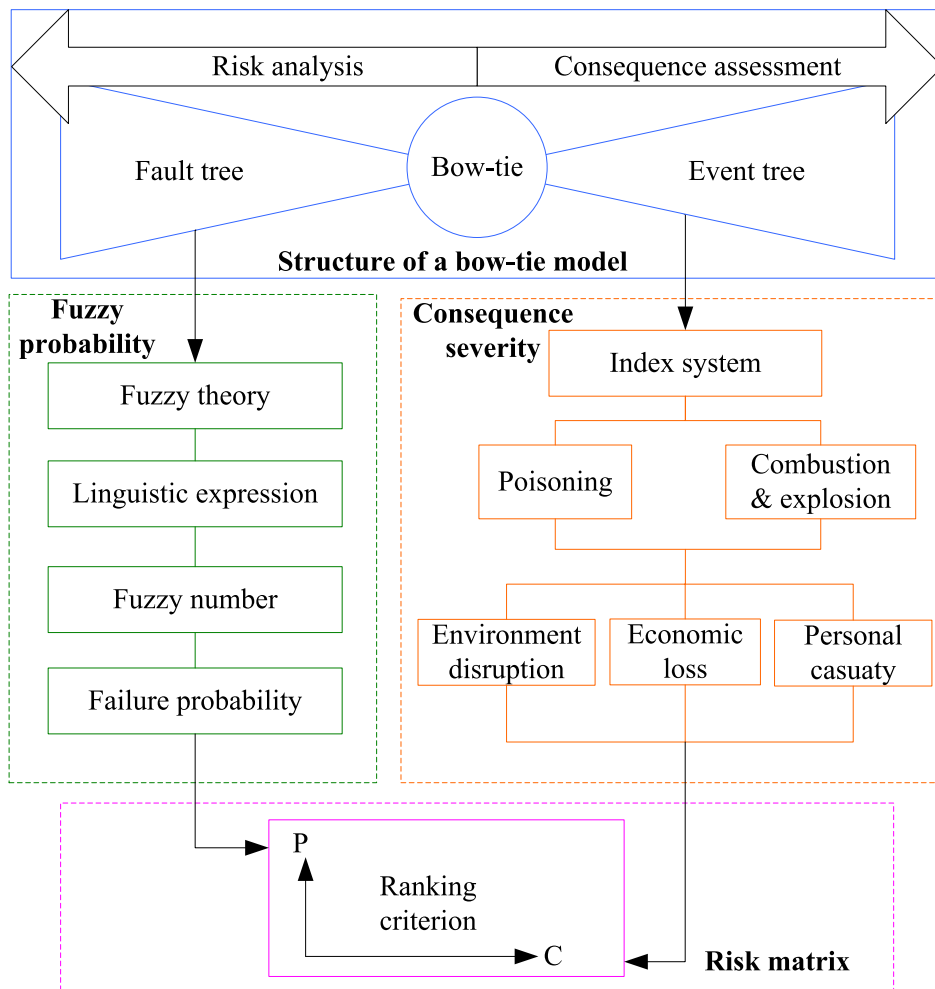 Risk analysis
Consequence assessment
Fault tree
Bow-tie
Event tree
Structure of a bow-tie model
Fuzzy
probability
Fuzzy theory
Linguistic expression
Fuzzy number
Failure probability
Consequence
severity
Index system
Poisoning
Combustion
& explosion
Environment
disruption
Economic
loss
Personal
casuaty
P
Ranking
criterion
C
Risk matrix